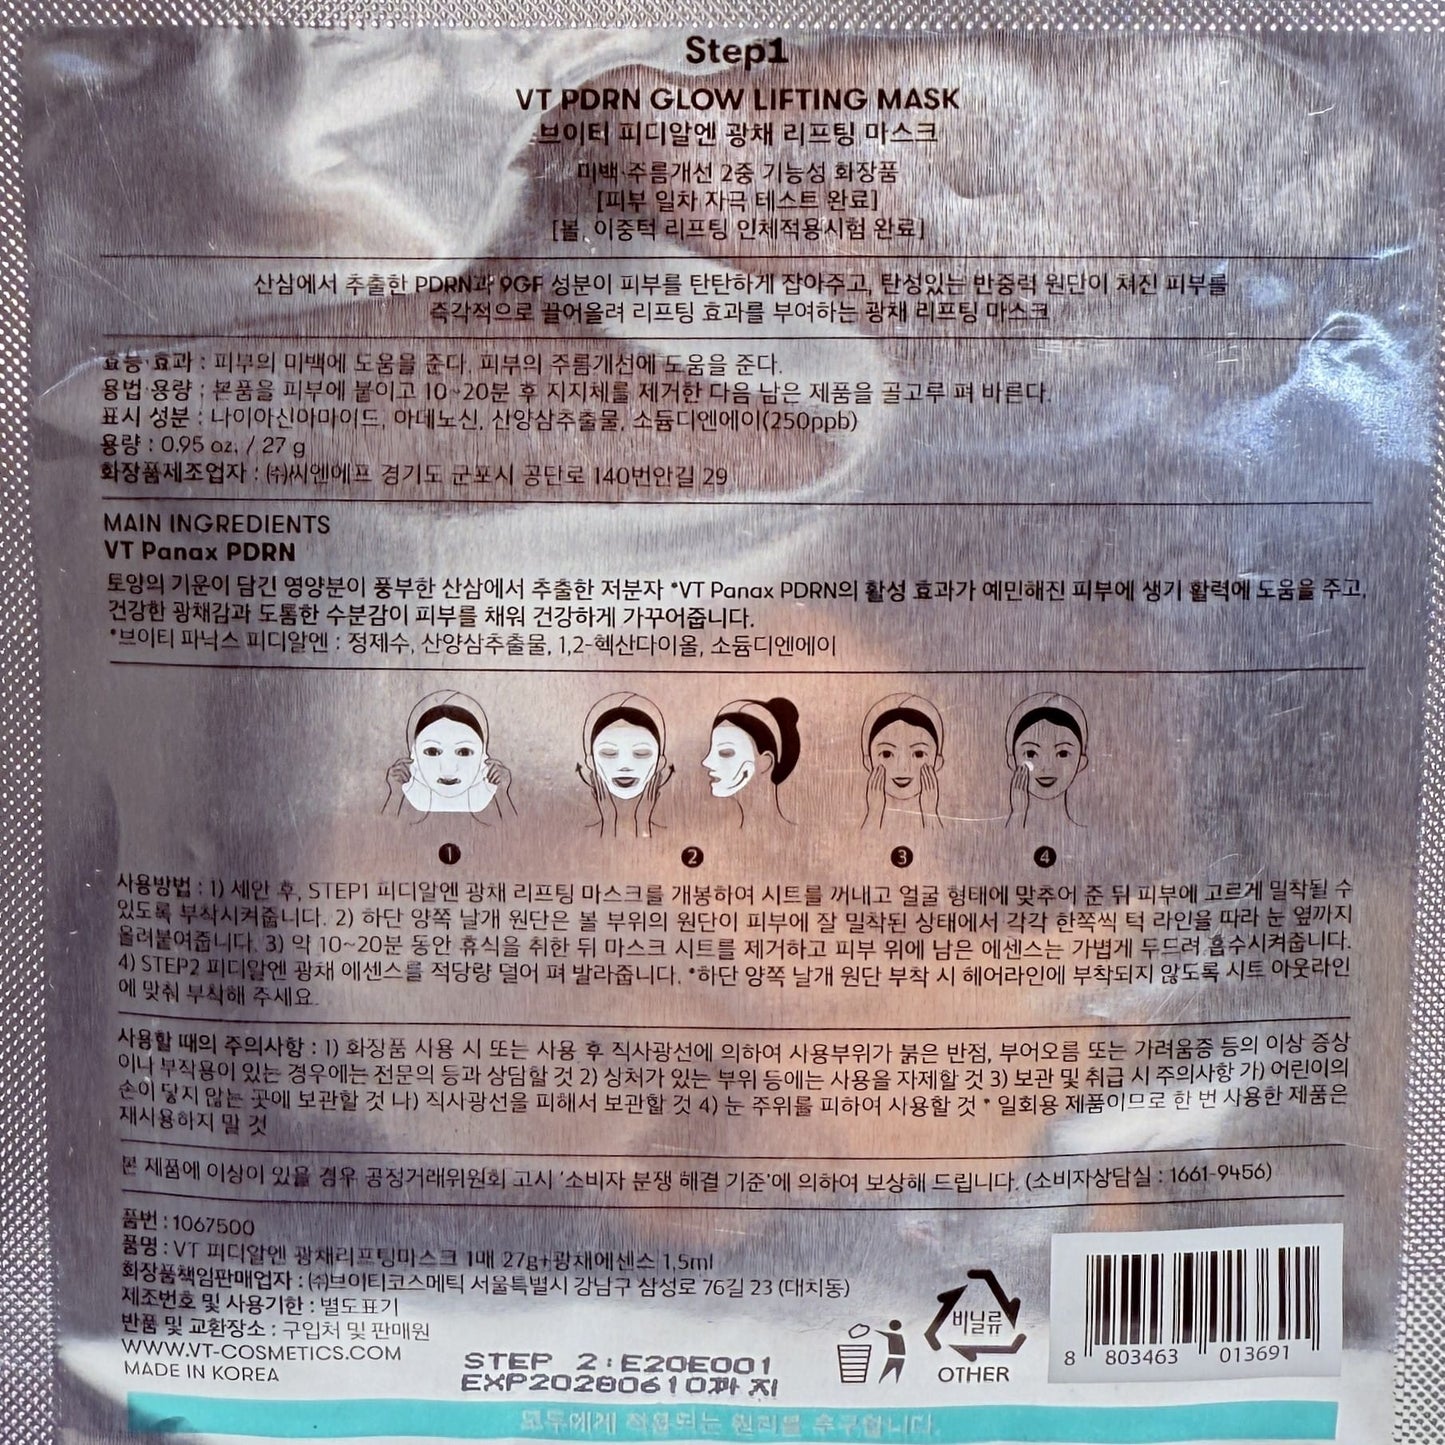 Step1
VT PDRN GLOW LIFTING MASK
브이티 피디알엔 광채 리프팅 마스크
미백·주름개선 2중 기능성 화장품
[피부 일차 자극 테스트 완료]
[볼, 이중턱 리프팅 인체적용시험 완료]
산삼에서 추출한 PDRN과 9GF 성분이 피부를 탄탄하게 잡아주고, 탄성있는 반중력 원단이 쳐진 피부를
즉각적으로 끌어올려 리프팅 효과를 부여하는 광채 리프팅 마스크
효능·효과 : 피부의 미백에 도움을 준다. 피부의 주름개선에 도움을 준다.
용법·용량 : 본품을 피부에 붙이고 10~20분 후 지지체를 제거한 다음 남은 제품을 골고루 펴 바른다.
표시 성분 : 나이아신아마이드, 아데노신, 산양삼추출물, 소듐디엔에이(250ppb)
용량 : 0.95 oz. / 27 g
화장품제조업자 : ㈜씨엔에프 경기도 군포시 공단로 140번안길 29
MAIN INGREDIENTS
VT Panax PDRN
토양의 기운이 담긴 영양분이 풍부한 산삼에서 추출한 저분자 *VT Panax PDRN의 활성 효과가 예민해진 피부에 생기 활력에 도움을 주고,
건강한 광채감과 도톰한 수분감이 피부를 채워 건강하게 가꾸어줍니다.
*브이티 파낙스 피디알엔 : 정제수, 산양삼추출물, 1,2-헥산다이올, 소듐디엔에이
1 2 3 4
사용방법 : 1) 세안 후, STEP1 피디알엔 광채 리프팅 마스크를 개봉하여 시트를 꺼내고 얼굴 형태에 맞추어 준 뒤 피부에 고르게 밀착될 수
있도록 부착시켜줍니다. 2) 하단 양쪽 날개 원단은 볼 부위의 원단이 피부에 잘 밀착된 상태에서 각각 한쪽씩 턱 라인을 따라 눈 옆까지
올려붙여줍니다. 3) 약 10~20분 동안 휴식을 취한 뒤 마스크 시트를 제거하고 피부 위에 남은 에센스는 가볍게 두드려 흡수시켜줍니다.
4) STEP2 피디알엔 광채 에센스를 적당량 덜어 펴 발라줍니다. *하단 양쪽 날개 원단 부착 시 헤어라인에 부착되지 않도록 시트 아웃라인
에 맞춰 부착해 주세요.
사용할 때의 주의사항 : 1) 화장품 사용 시 또는 사용 후 직사광선에 의하여 사용부위가 붉은 반점, 부어오름 또는 가려움증 등의 이상 증상
이나 부작용이 있는 경우에는 전문의 등과 상담할 것 2) 상처가 있는 부위 등에는 사용을 자제할 것 3) 보관 및 취급 시 주의사항 가) 어린이의
손이 닿지 않는 곳에 보관할 것 나) 직사광선을 피해서 보관할 것 4) 눈 주위를 피하여 사용할 것 * 일회용 제품이므로 한 번 사용한 제품은
재사용하지 말 것
본 제품에 이상이 있을 경우 공정거래위원회 고시 '소비자 분쟁 해결 기준'에 의하여 보상해 드립니다. (소비자상담실 : 1661-9456)
품번 : 1067500
품명 : VT 피디알엔 광채리프팅마스크 1매 27g+광채에센스 1.5ml
화장품책임판매업자 : ㈜브이티코스메틱 서울특별시 강남구 삼성로 76길 23 (대치동)
제조번호 및 사용기한 : 별도표기
반품 및 교환장소 : 구입처 및 판매원
WWW.VT-COSMETICS.COM
MADE IN KOREA
STEP 2:E20E001
EXP20280610까지
비닐류
OTHER
8 803463 013691